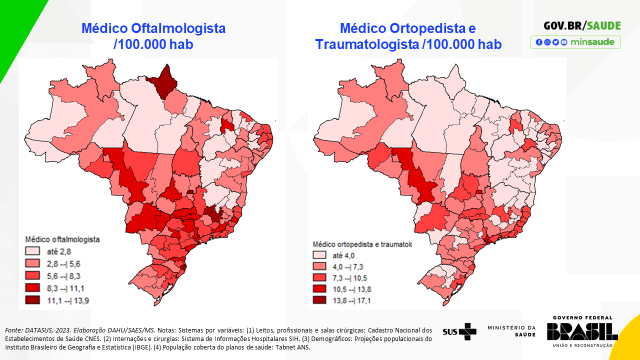 Médico Oftalmologista
/100.000 hab
Médico Ortopedista e
Traumatologista /100.000 hab
GOV.BR/SAUDE
minsaude
Médico oftalmologista
até 2,8
2,8 --| 5,6
5,6 --| 8,3
8,3 --| 11,1
11,1 --| 13,9
Médico ortopedista e traumatok
até 4,0
4,0 --| 7,3
7,3 --| 10,5
10,5 --| 13,8
13,8 --| 17,1
Fonte: DATASUS, 2023. Elaboração DAHU/SAES/MS. Notas: Sistemas por variáveis: (1) Leitos, profissionais e salas cirúrgicas: Cadastro Nacional dos
Estabelecimentos de Saúde CNES. (2) Internações e cirurgias: Sistema de Informações Hospitalares SIH. (3) Demográficos: Projeções populacionais do
Instituto Brasileiro de Geografia e Estatística (IBGE). (4) População coberta do planos de saúde: Tabnet ANS.
SUS
MINISTÉRIO DA
SAÚDE
GOVERNO FEDERAL
BRASIL
UNIÃO E RECONSTRUÇÃO